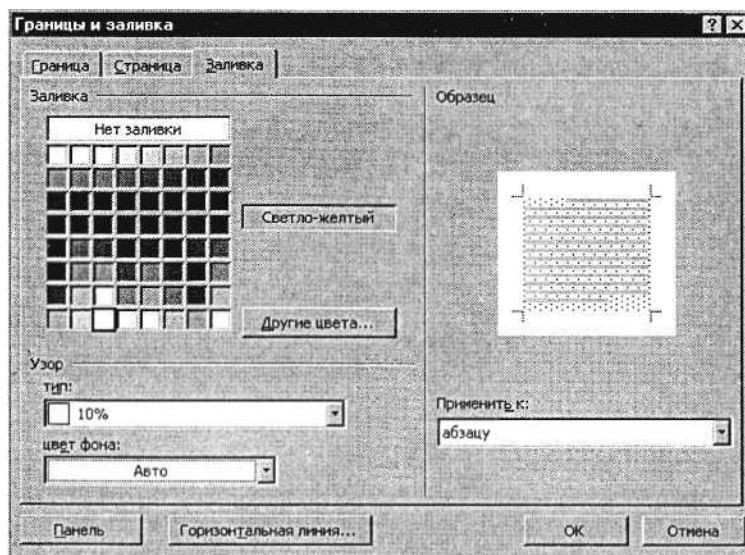 Границы и заливка
Граница Страница Заливка
Заливка
Нет заливки
Светло-желтый
Другие цвета...
Узор
тип:
10%
цвет фона:
Авто
Образец
Применить к:
абзацу
Панель Горизонтальная линия... ОК Отмена